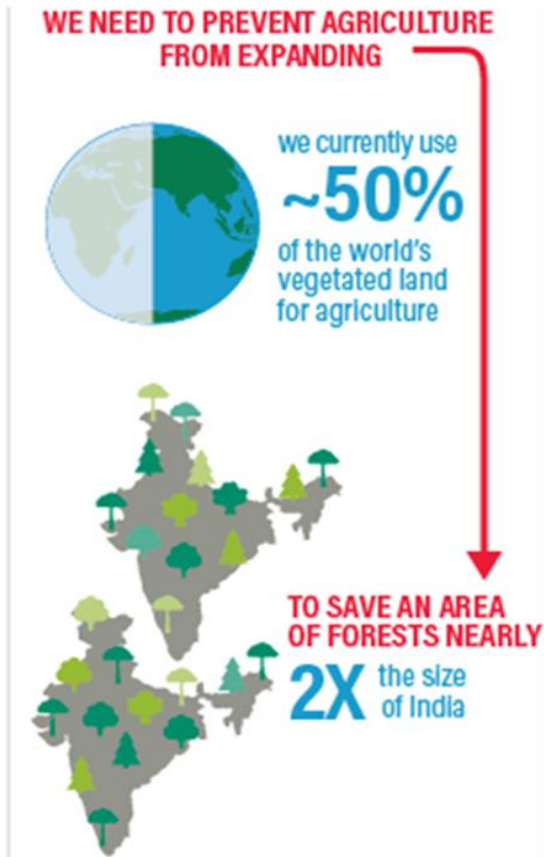 WE NEED TO PREVENT AGRICULTURE
FROM EXPANDING
we currently use
~50%
of the world's
vegetated land
for agriculture
TO SAVE AN AREA
OF FORESTS NEARLY
2X the size
of India